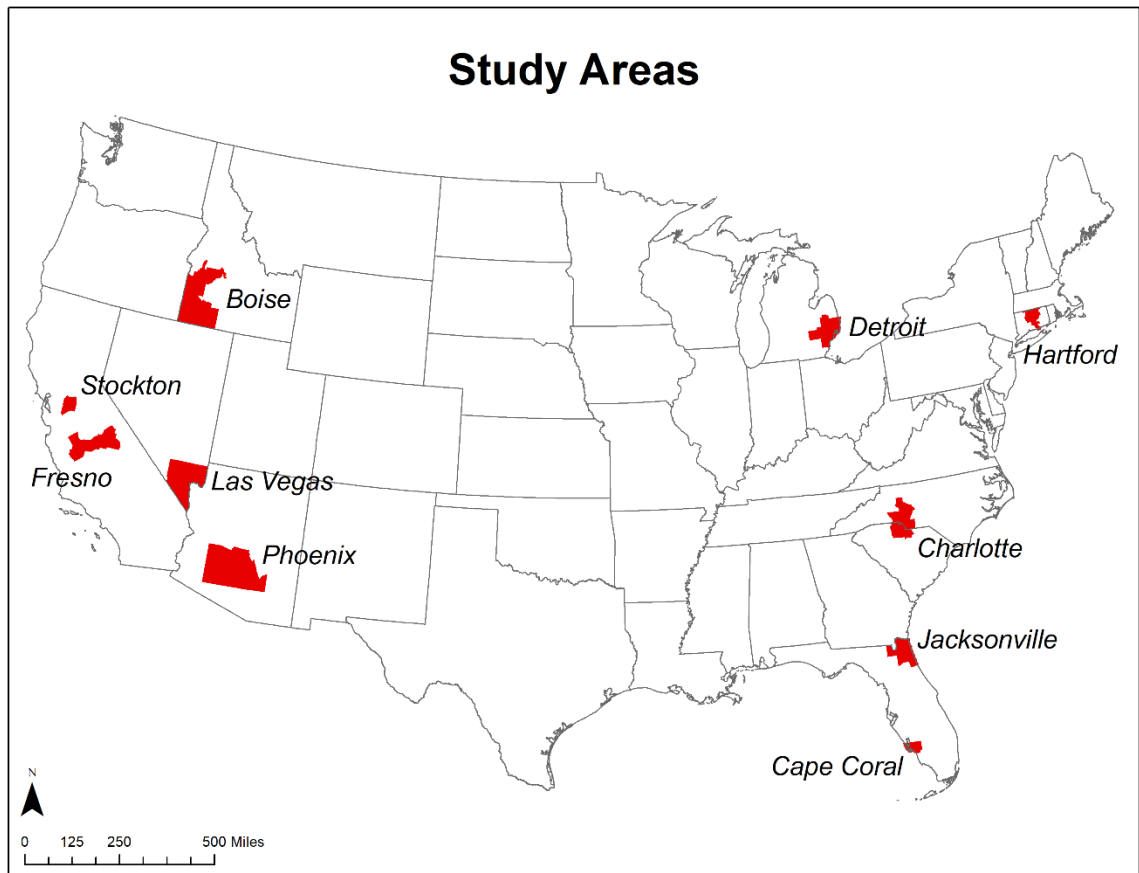 Study Areas
Boise
Detroit
Hartford
Stockton
Fresno
Las Vegas
Phoenix
Charlotte
Jacksonville
Cape Coral
N
0 125 250 500 Miles